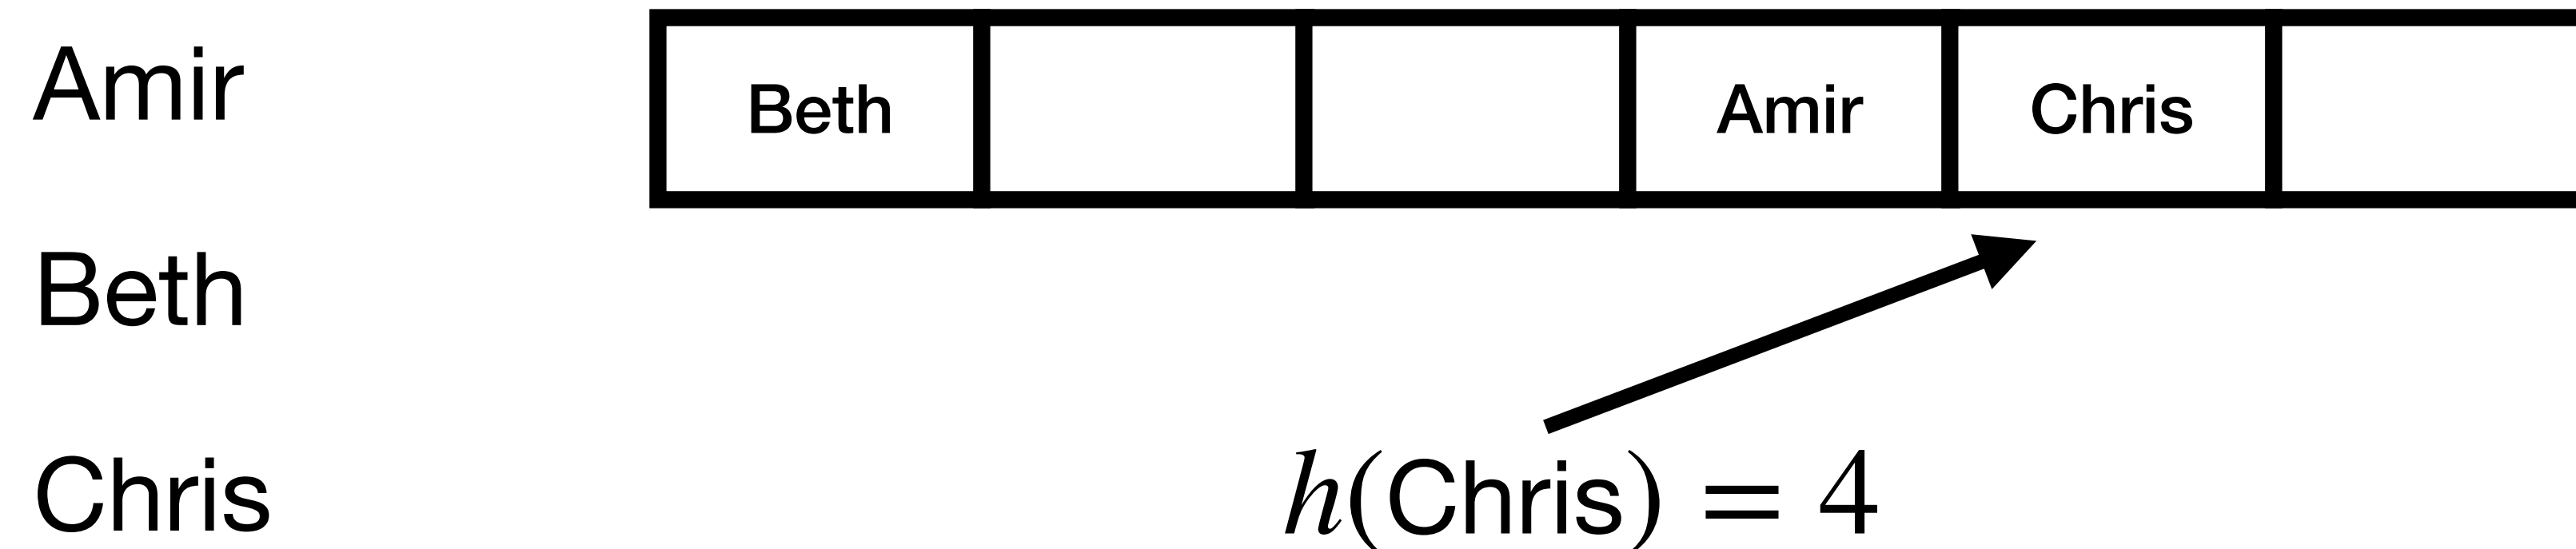 Amir
Beth Amir Chris
Beth
Chris
h(Chris) = 4